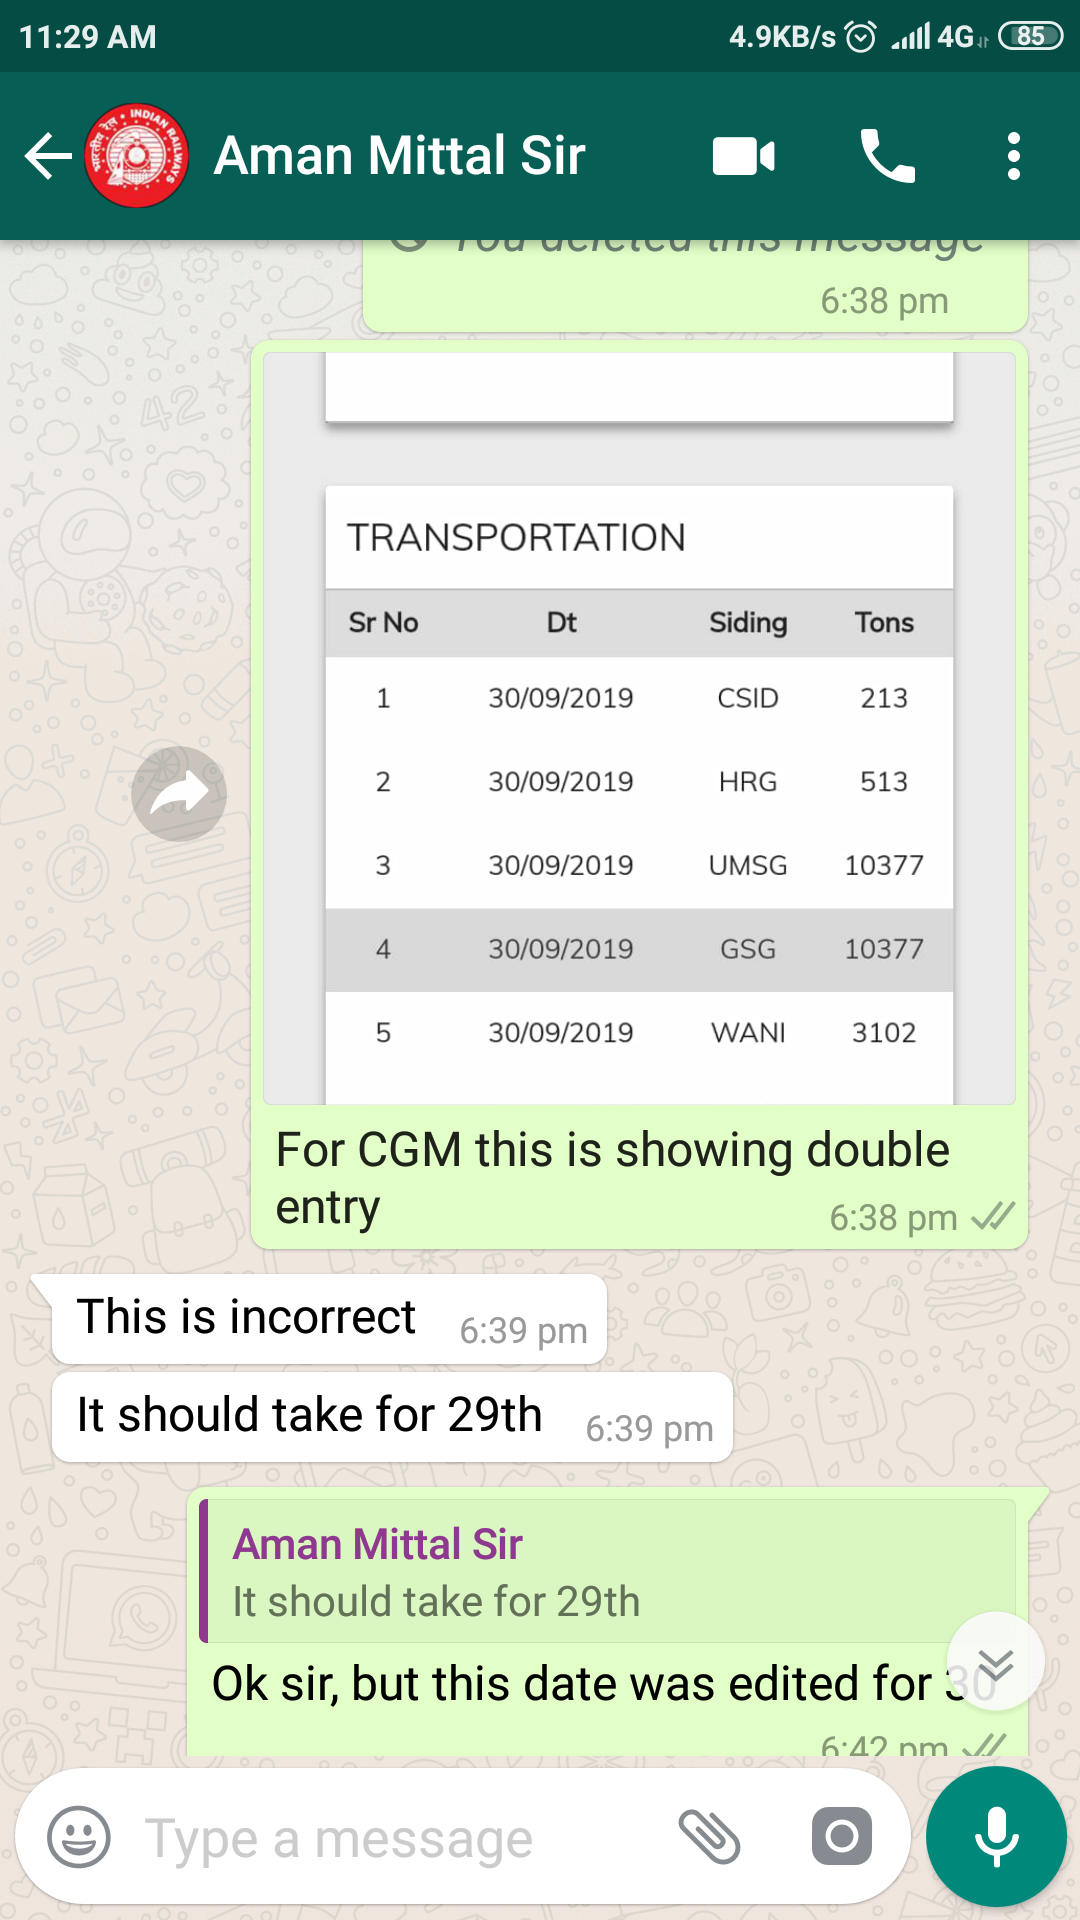 11:29 AM 4.9KB/s 4G 85
भारतीय रेल INDIAN RAILWAYS
Aman Mittal Sir
You deleted this message
6:38 pm
TRANSPORTATION
Sr No Dt Siding Tons
1 30/09/2019 CSID 213
2 30/09/2019 HRG 513
3 30/09/2019 UMSG 10377
4 30/09/2019 GSG 10377
5 30/09/2019 WANI 3102
For CGM this is showing double
entry 6:38 pm
This is incorrect 6:39 pm
It should take for 29th 6:39 pm
Aman Mittal Sir
It should take for 29th
Ok sir, but this date was edited for 30
6:42 pm
Type a message